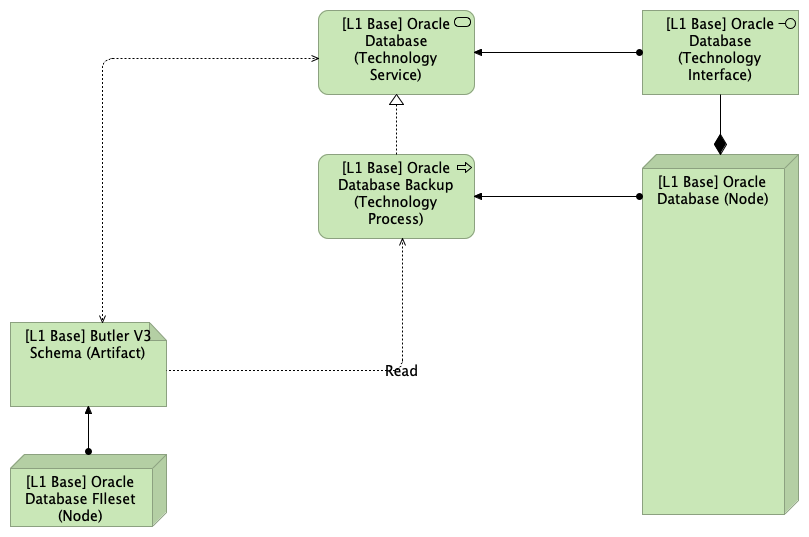 [L1 Base] Oracle
Database
(Technology
Service)
[L1 Base] Oracle
Database
(Technology
Interface)
[L1 Base] Oracle
Database Backup
(Technology
Process)
[L1 Base] Oracle
Database (Node)
[L1 Base] Butler V3
Schema (Artifact)
Read
[L1 Base] Oracle
Database FIleset
(Node)